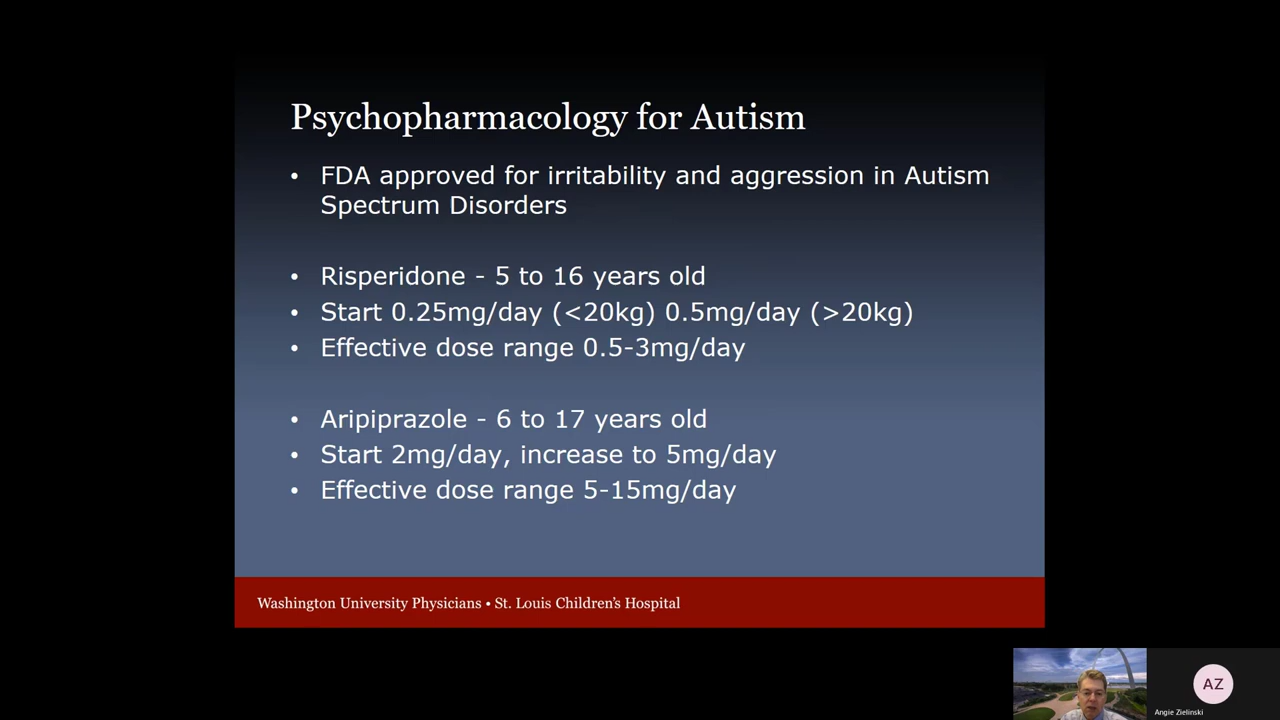 Psychopharmacology for Autism
• FDA approved for irritability and aggression in Autism
Spectrum Disorders
• Risperidone - 5 to 16 years old
• Start 0.25mg/day (<20kg) 0.5mg/day (>20kg)
• Effective dose range 0.5-3mg/day
• Aripiprazole - 6 to 17 years old
• Start 2mg/day, increase to 5mg/day
• Effective dose range 5-15mg/day
Washington University Physicians • St. Louis Children’s Hospital
AZ
Angie Zielinski